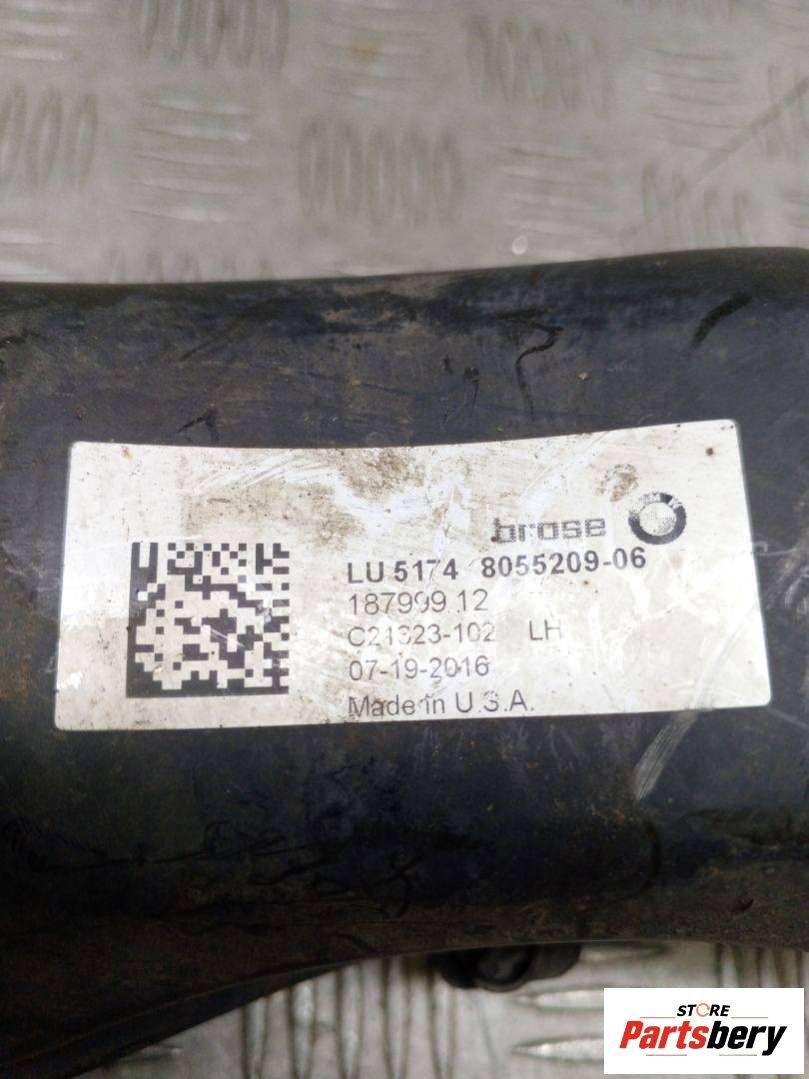 brose
LU 5174 8055209-06
187999.12
C21323-102 LH
07-19-2016
Made in U.S.A.
STORE
Partsbery